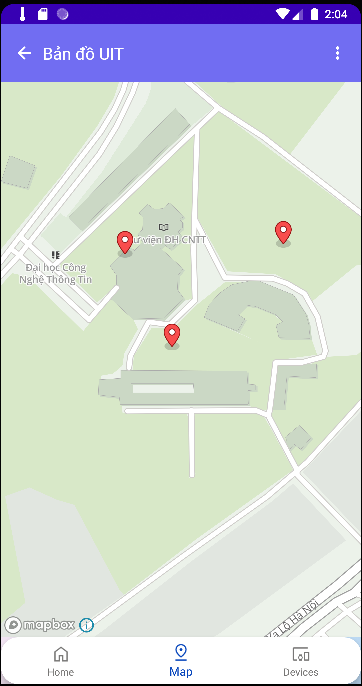 2:04
Bản đồ UIT
viện ĐH CNTT
Đại học Công
Nghệ Thông Tin
Xa Lộ Hà Nội
mapbox
Home
Map
Devices